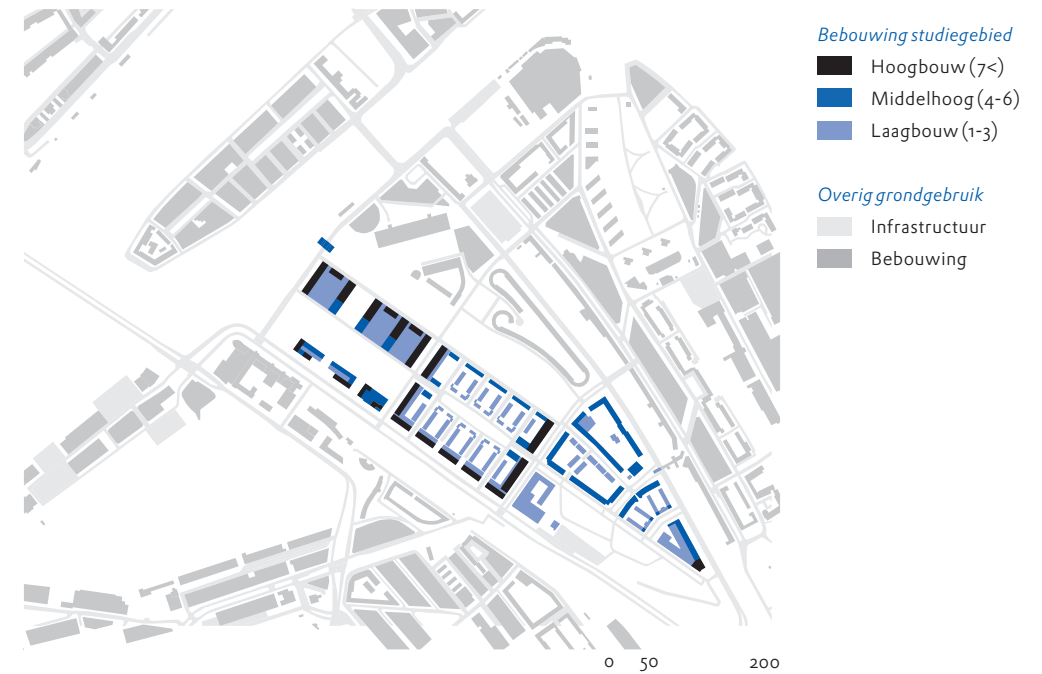 Bebouwing studiegebied
Hoogbouw (7<)
Middelhoog (4-6)
Laagbouw (1-3)
Overig grondgebruik
Infrastructuur
Bebouwing
0 50 200